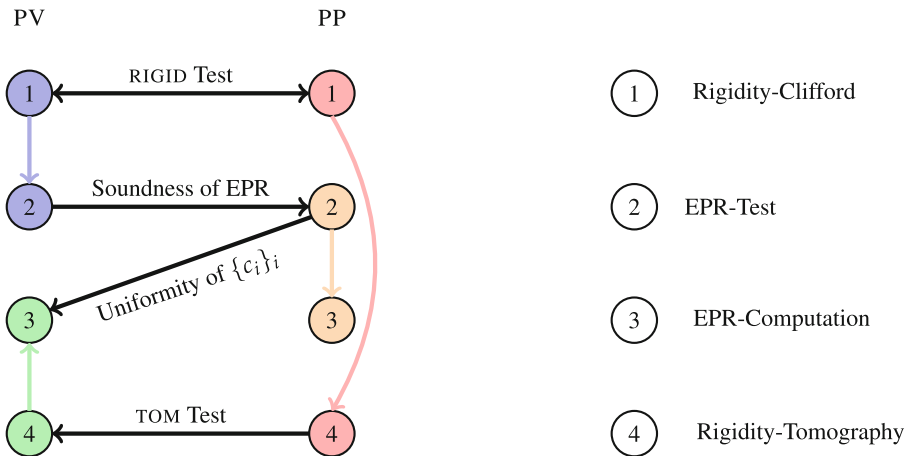 PV PP
1 RIGID Test 1 1 Rigidity-Clifford
2 Soundness of EPR 2 2 EPR-Test
Uniformity of {c_i}_i
3 3 3 EPR-Computation
4 TOM Test 4 4 Rigidity-Tomography